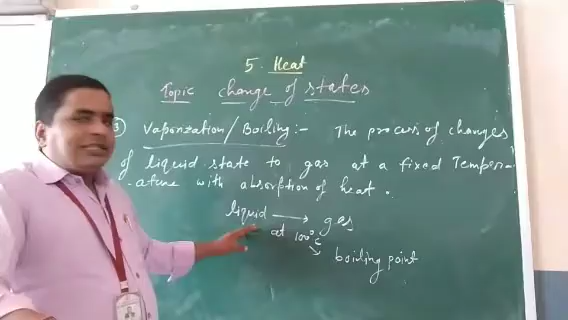 5. Heat
Topic change of states
3) Vaporization/Boiling:- The process of changes
of liquid state to gas at a fixed Temper-
-ature with absorption of heat.
liquid → gas
at 100°C
↘ boiling point